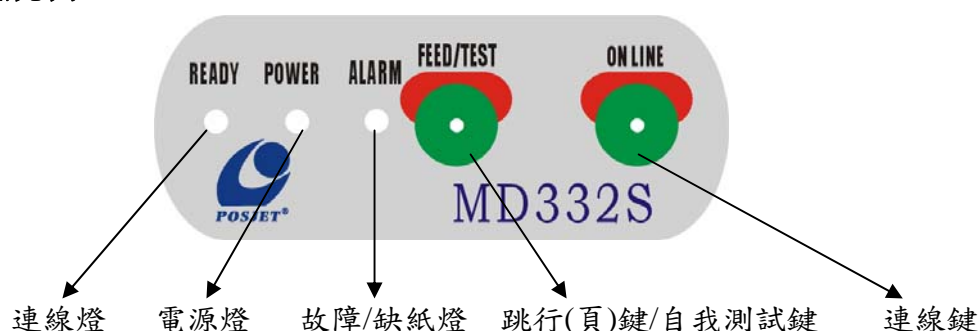 READY POWER ALARM FEED/TEST ON LINE
POSJET®
MD332S
連線燈 電源燈 故障/缺紙燈 跳行(頁)鍵/自我測試鍵 連線鍵